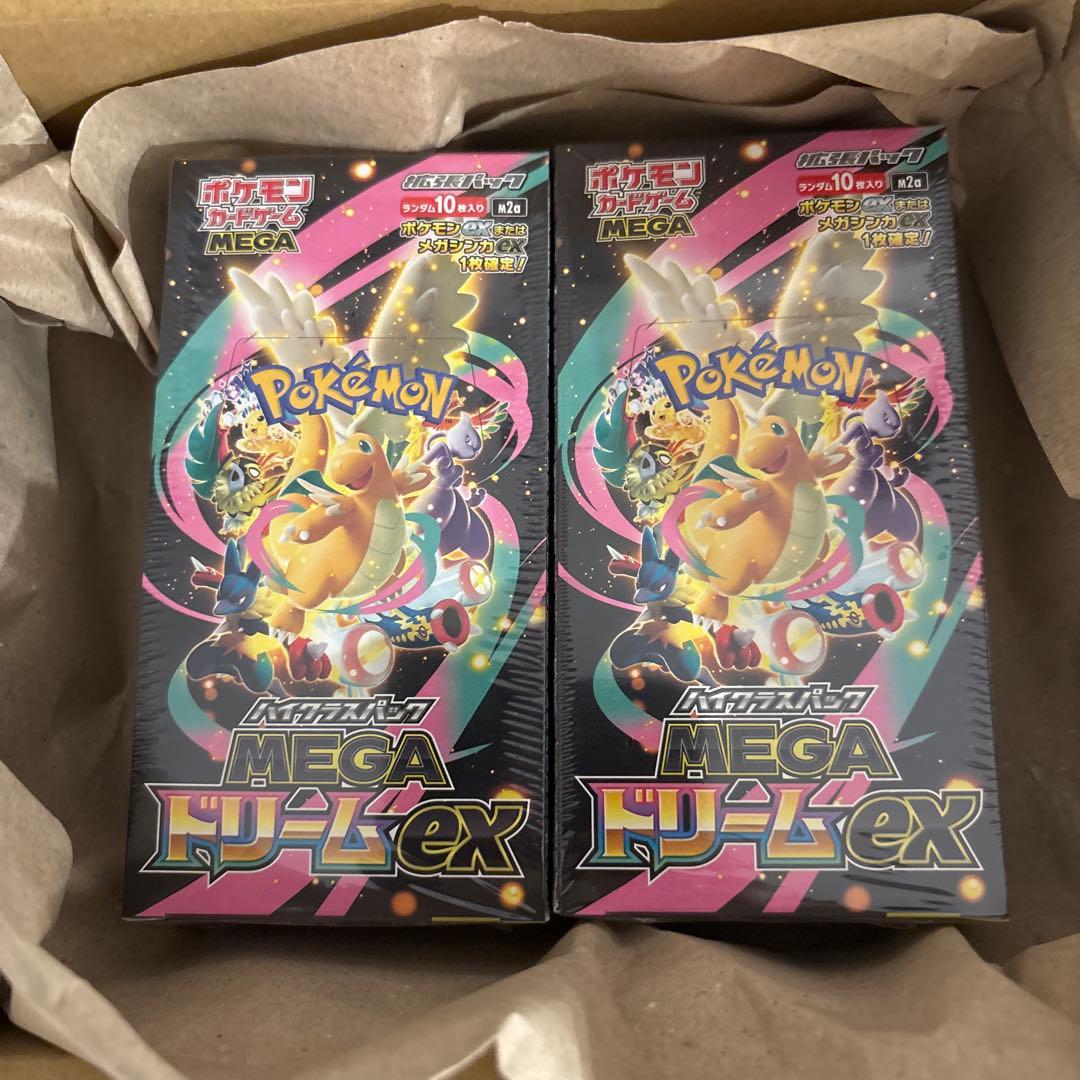 ポケモン
カードゲーム
MEGA
拡張パック
ランダム10枚入り M2a
ポケモンexまたは
メガシンカex
1枚確定!
POKÉMON
TM
ハイクラスパック
MEGA
ドリームex
ポケモン
カードゲーム
MEGA
拡張パック
ランダム10枚入り M2a
ポケモンexまたは
メガシンカex
1枚確定!
POKÉMON
TM
ハイクラスパック
MEGA
ドリームex